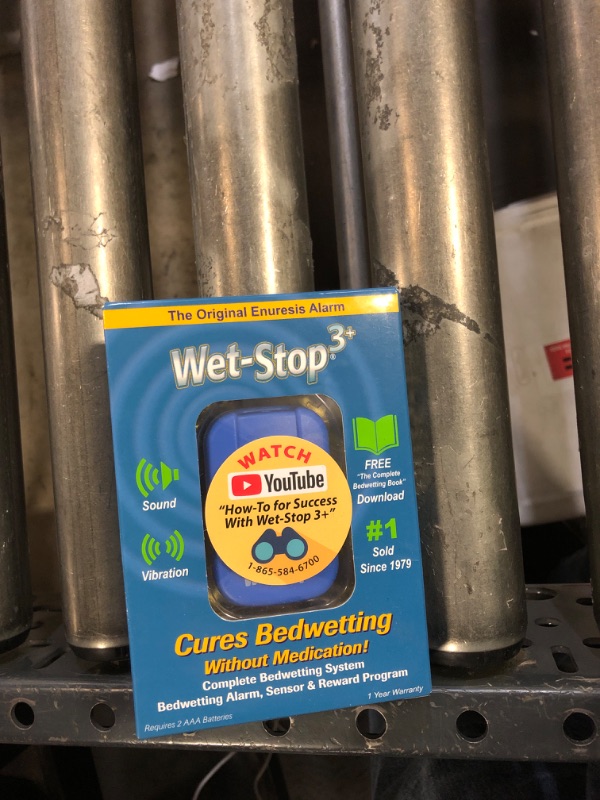 The Original Enuresis Alarm
Wet-Stop3+
WATCH
YouTube
"How-To for Success
With Wet-Stop 3+"
1-865-584-6700
Sound
Vibration
FREE
"The Complete
Bedwetting Book"
Download
#1
Sold
Since 1979
Cures Bedwetting
Without Medication!
Complete Bedwetting System
Bedwetting Alarm, Sensor & Reward Program
1 Year Warranty
Requires 2 AAA Batteries